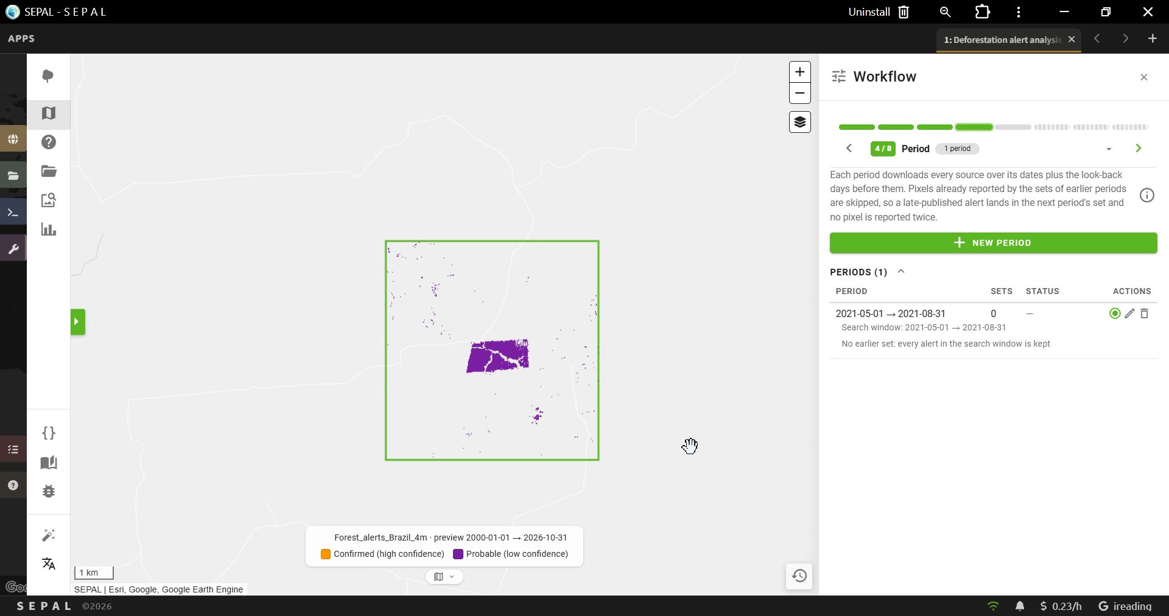 SEPAL - S E P A L
Uninstall
APPS
1: Deforestation alert analysis
Workflow
4 / 8 Period 1 period
Each period downloads every source over its dates plus the look-back
days before them. Pixels already reported by the sets of earlier periods
are skipped, so a late-published alert lands in the next period's set and
no pixel is reported twice.
NEW PERIOD
PERIODS (1)
PERIOD SETS STATUS ACTIONS
2021-05-01 → 2021-08-31 0 –
Search window: 2021-05-01 → 2021-08-31
No earlier set: every alert in the search window is kept
Forest_alerts_Brazil_4m · preview 2000-01-01 → 2026-10-31
Confirmed (high confidence) Probable (low confidence)
1 km
Goo
SEPAL | Esri, Google, Google Earth Engine
S E P A L ©2026
$ 0.23/h ireading